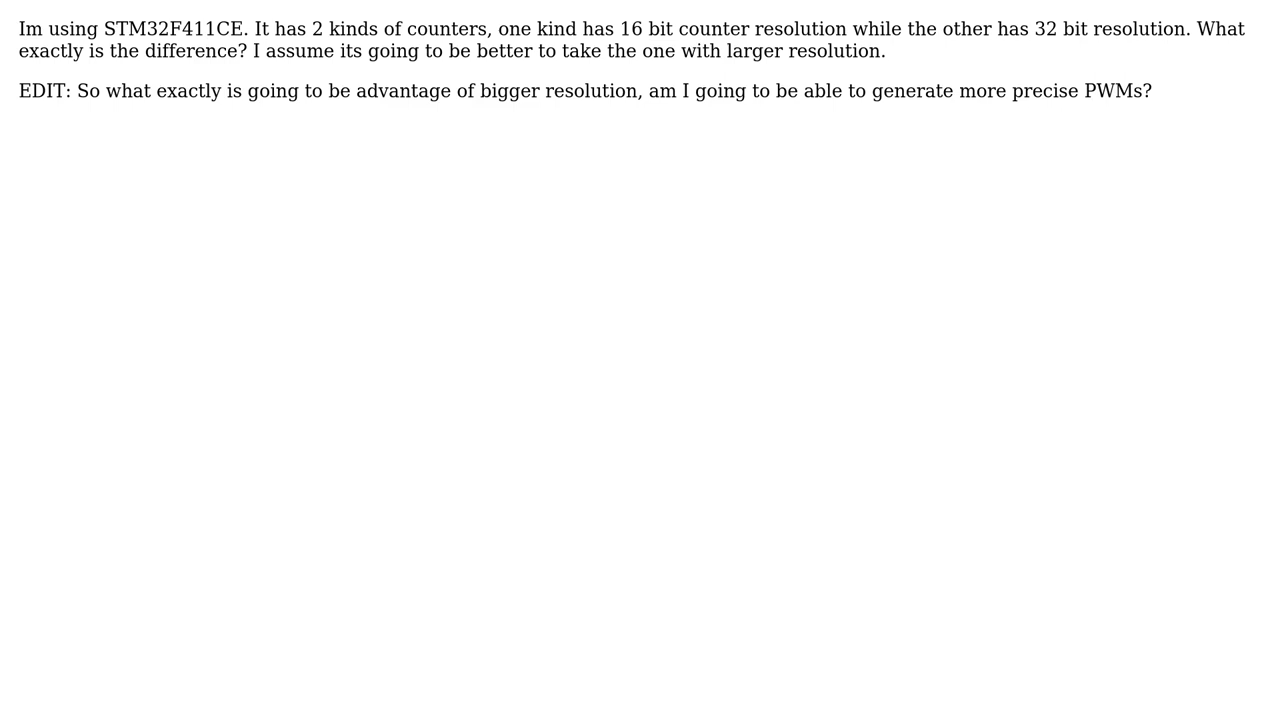 Im using STM32F411CE. It has 2 kinds of counters, one kind has 16 bit counter resolution while the other has 32 bit resolution. What
exactly is the difference? I assume its going to be better to take the one with larger resolution.
EDIT: So what exactly is going to be advantage of bigger resolution, am I going to be able to generate more precise PWMs?